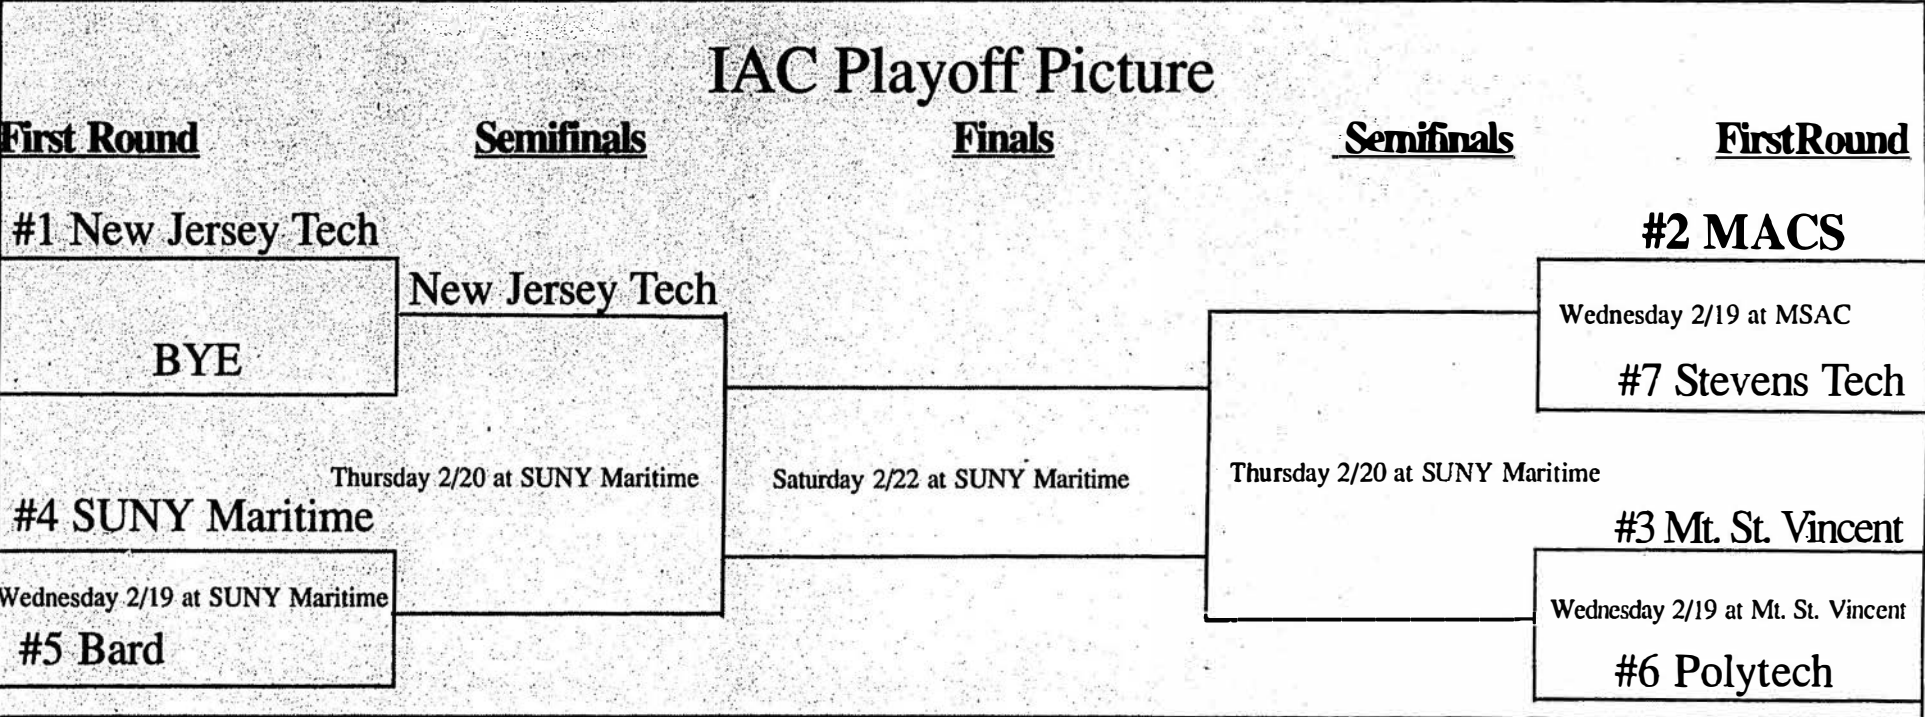 IAC Playoff Picture
First Round
Semifinals
Finals
Semifinals
First Round
#1 New Jersey Tech
BYE
New Jersey Tech
#4 SUNY Maritime
Wednesday 2/19 at SUNY Maritime
#5 Bard
Thursday 2/20 at SUNY Maritime
Saturday 2/22 at SUNY Maritime
Thursday 2/20 at SUNY Maritime
#2 MACS
Wednesday 2/19 at MSAC
#7 Stevens Tech
#3 Mt. St. Vincent
Wednesday 2/19 at Mt. St. Vincent
#6 Polytech